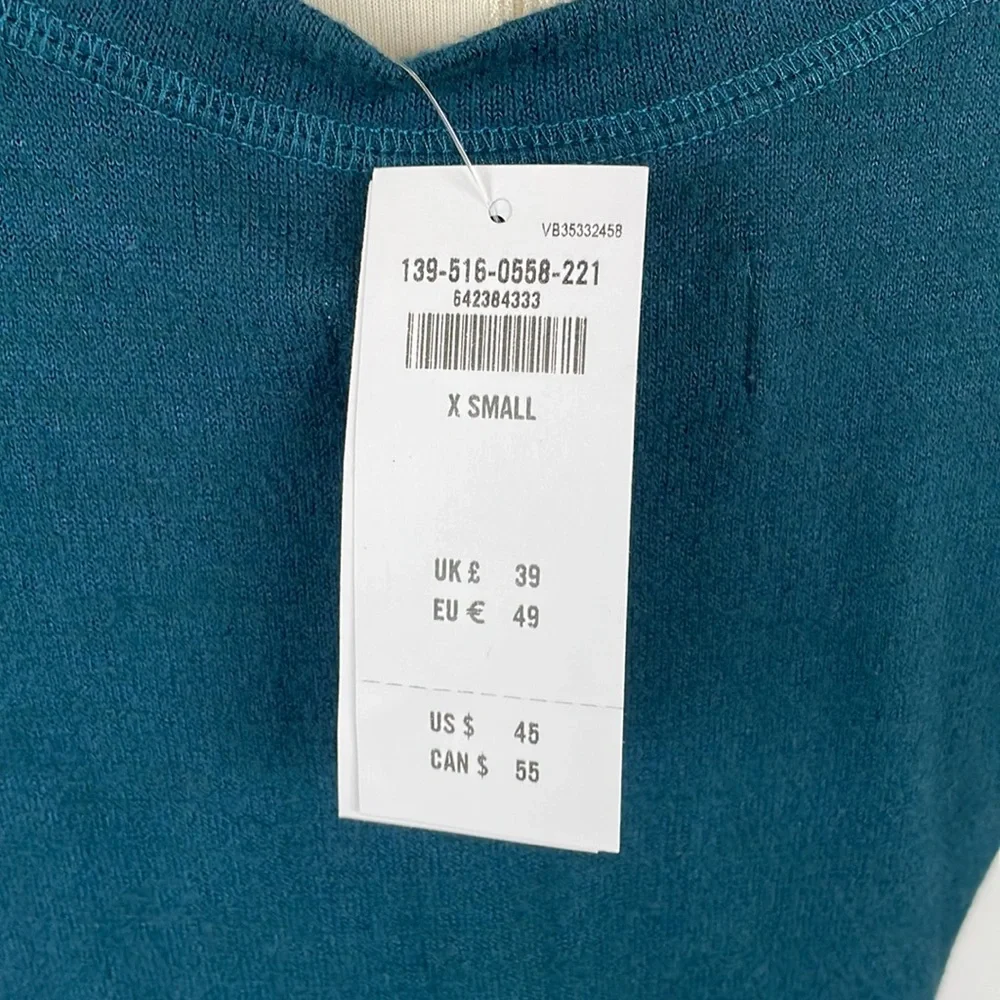 VB35332458
139-516-0558-221
642384333
X SMALL
UK £ 39
EU € 49
US $ 45
CAN $ 55